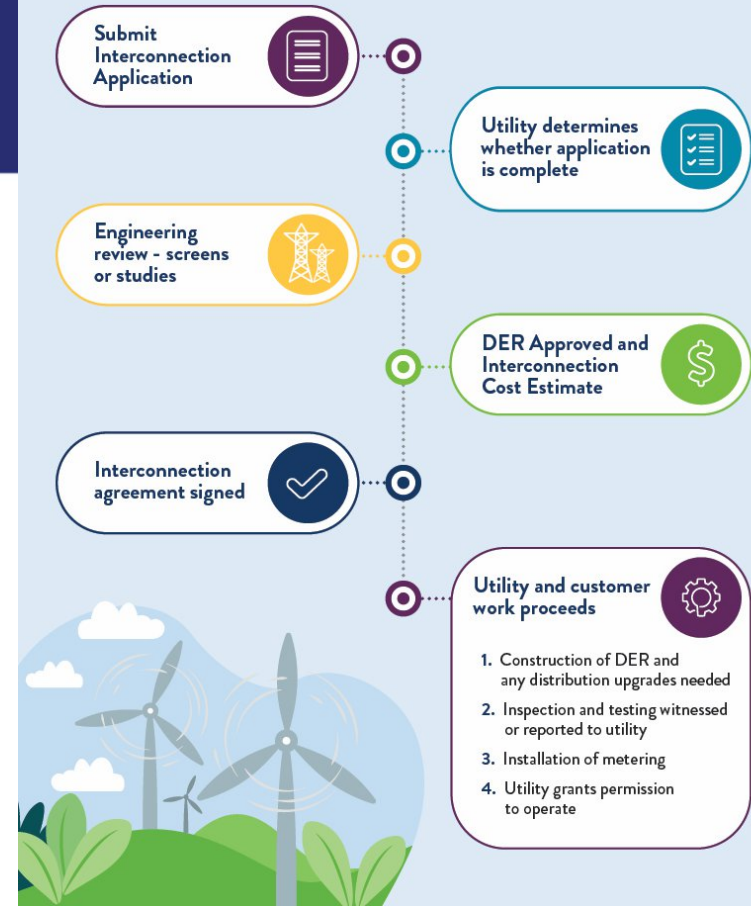 Submit
Interconnection
Application
Utility determines
whether application
is complete
Engineering
review - screens
or studies
DER Approved and
Interconnection
Cost Estimate
Interconnection
agreement signed
Utility and customer
work proceeds
1. Construction of DER and
any distribution upgrades needed
2. Inspection and testing witnessed
or reported to utility
3. Installation of metering
4. Utility grants permission
to operate